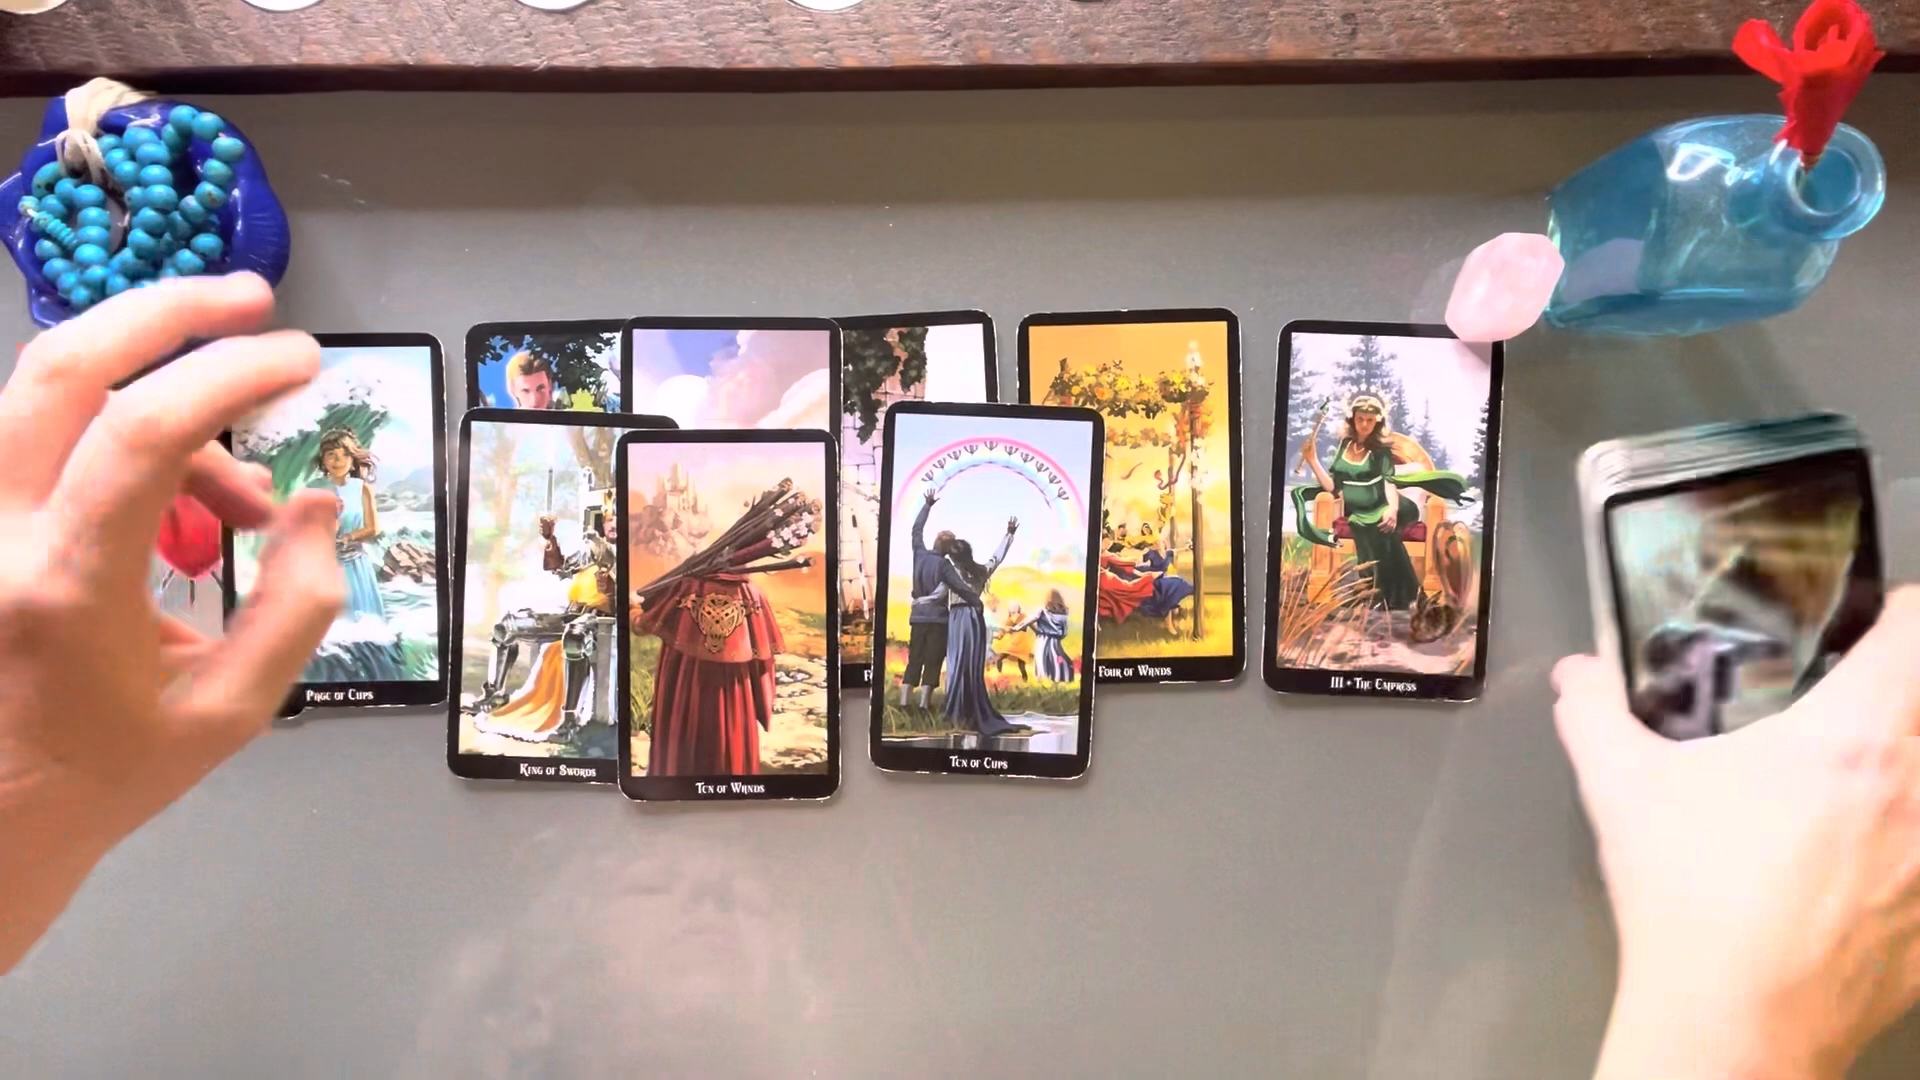 Page of Cups
King of Swords
Ten of Wands
Ten of Cups
Four of Wands
III • The Empress